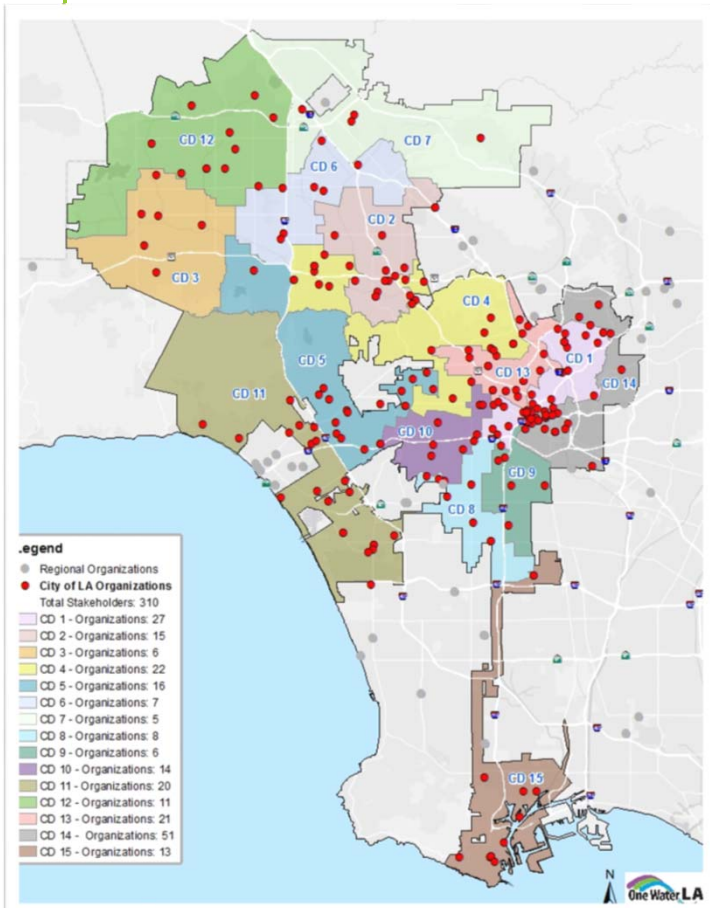 CD 12
CD 7
CD 6
CD 2
CD 3
CD 4
CD 5
CD 1
CD 13
CD 14
CD 11
CD 10
CD 9
CD 8
CD 15
Legend
Regional Organizations
City of LA Organizations
Total Stakeholders: 310
CD 1 - Organizations: 27
CD 2 - Organizations: 15
CD 3 - Organizations: 6
CD 4 - Organizations: 22
CD 5 - Organizations: 16
CD 6 - Organizations: 7
CD 7 - Organizations: 5
CD 8 - Organizations: 8
CD 9 - Organizations: 6
CD 10 - Organizations: 14
CD 11 - Organizations: 20
CD 12 - Organizations: 11
CD 13 - Organizations: 21
CD 14 - Organizations: 51
CD 15 - Organizations: 13
N
One Water LA